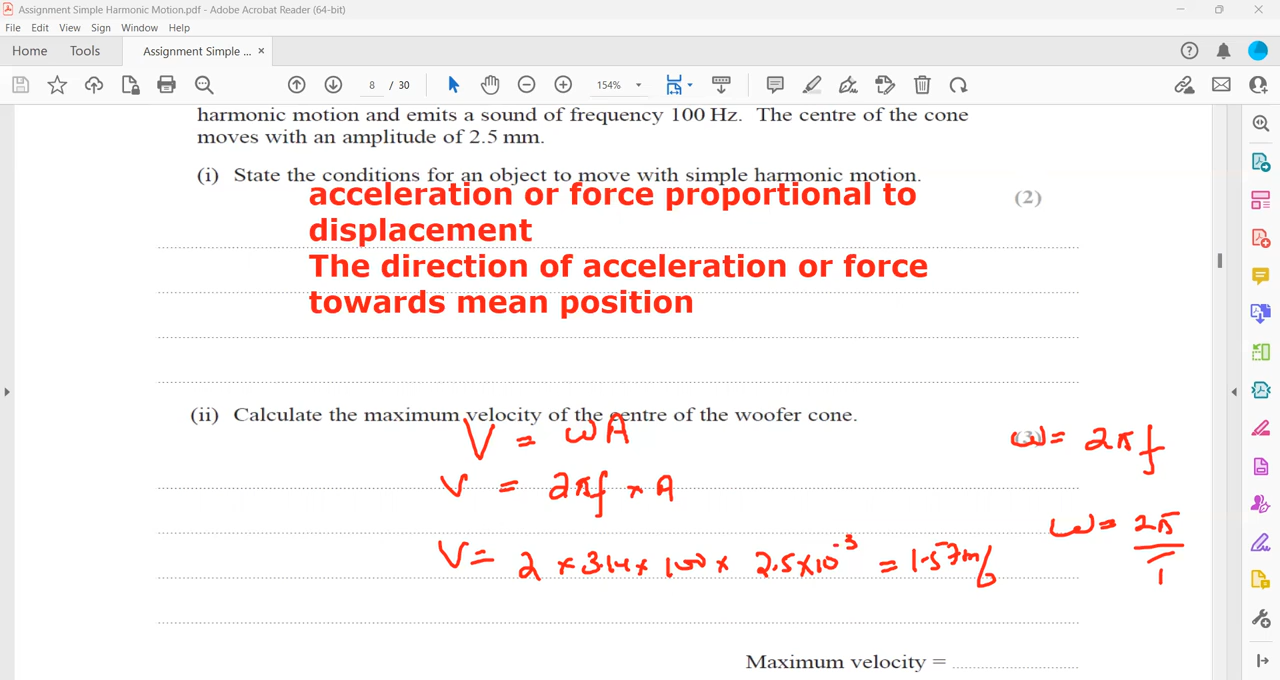 Assignment Simple Harmonic Motion.pdf - Adobe Acrobat Reader (64-bit)
File Edit View Sign Window Help
Home Tools Assignment Simple ... ×
8 / 30 154%
harmonic motion and emits a sound of frequency 100 Hz. The centre of the cone
moves with an amplitude of 2.5 mm.
(i) State the conditions for an object to move with simple harmonic motion.
(2)
acceleration or force proportional to
displacement
The direction of acceleration or force
towards mean position
(ii) Calculate the maximum velocity of the centre of the woofer cone.
(3)
V = ωA
ω = 2πf
V = 2πf × A
ω = 2π/T
V = 2 × 3.14 × 100 × 2.5×10⁻³ = 1.57 m/s
Maximum velocity =